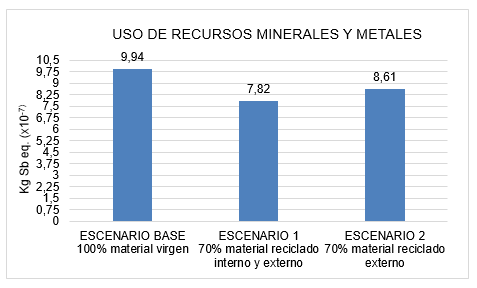 USO DE RECURSOS MINERALES Y METALES
Kg Sb eq. (x10⁻⁷)
10,5
9,75
9
8,25
7,5
6,75
6
5,25
4,5
3,75
3
2,25
1,5
0,75
0
9,94
7,82
8,61
ESCENARIO BASE
100% material virgen
ESCENARIO 1
70% material reciclado
interno y externo
ESCENARIO 2
70% material reciclado
externo